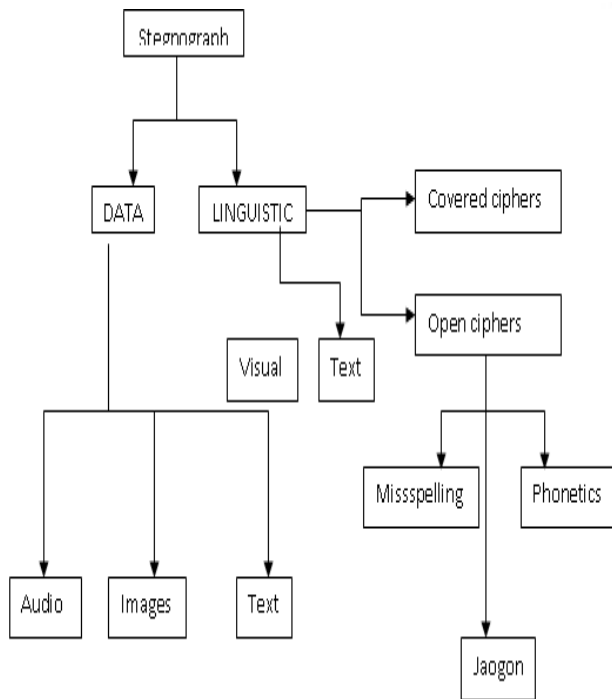 Stegnograph
DATA
LINGUISTIC
Covered ciphers
Open ciphers
Visual
Text
Missspelling
Phonetics
Audio
Images
Text
Jaogon